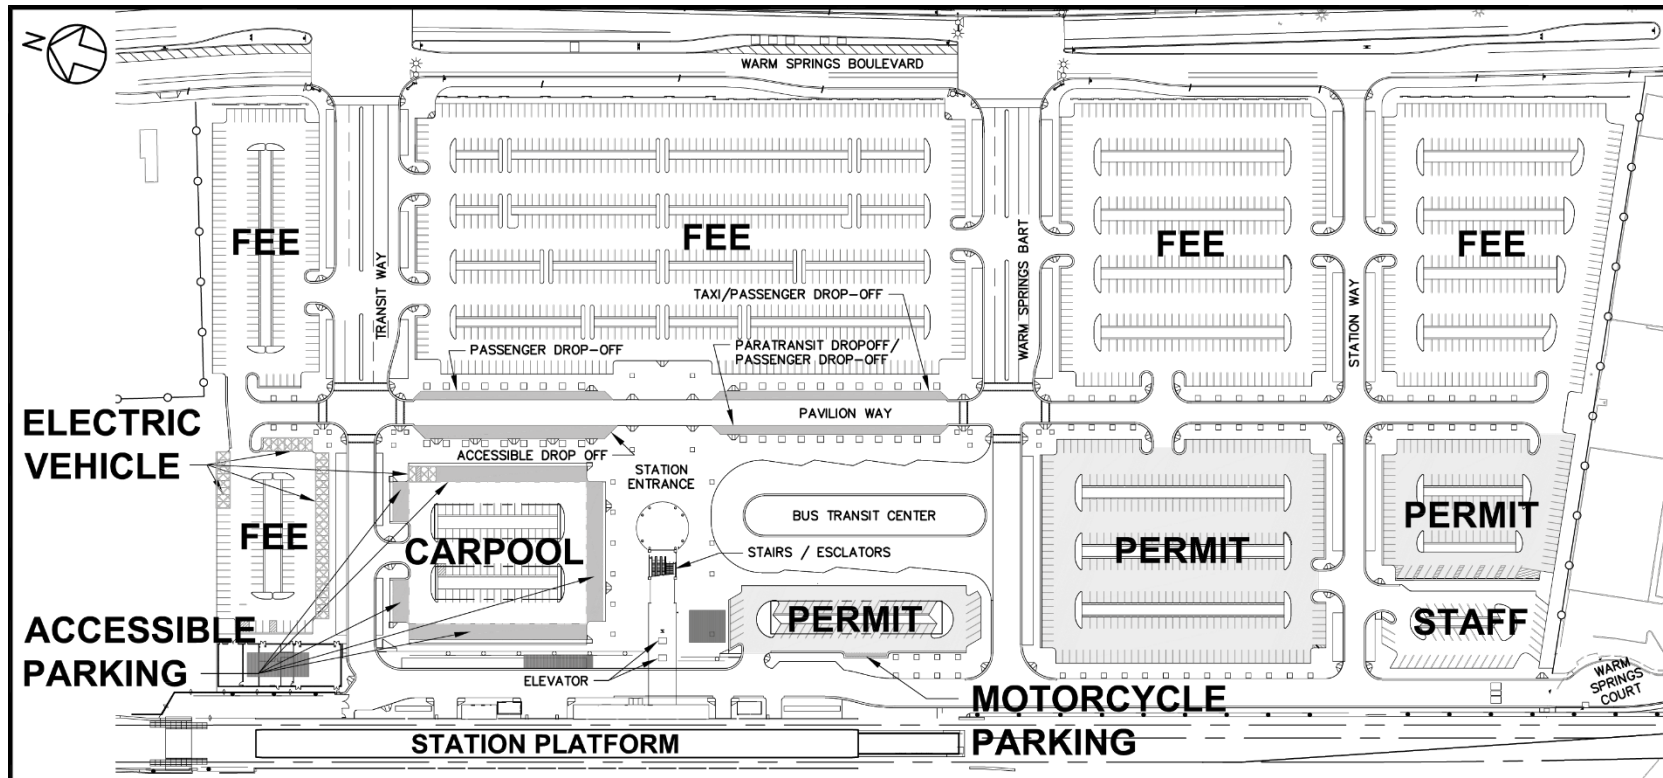 N
WARM SPRINGS BOULEVARD
FEE
FEE
FEE
FEE
TRANSIT WAY
WARM SPRINGS BART
STATION WAY
TAXI/PASSENGER DROP-OFF
PASSENGER DROP-OFF
PARATRANSIT DROPOFF/
PASSENGER DROP-OFF
PAVILION WAY
ELECTRIC
VEHICLE
ACCESSIBLE DROP OFF
STATION
ENTRANCE
BUS TRANSIT CENTER
PERMIT
FEE
CARPOOL
STAIRS / ESCLATORS
PERMIT
PERMIT
STAFF
ACCESSIBLE
PARKING
ELEVATOR
MOTORCYCLE
PARKING
WARM
SPRINGS
COURT
STATION PLATFORM